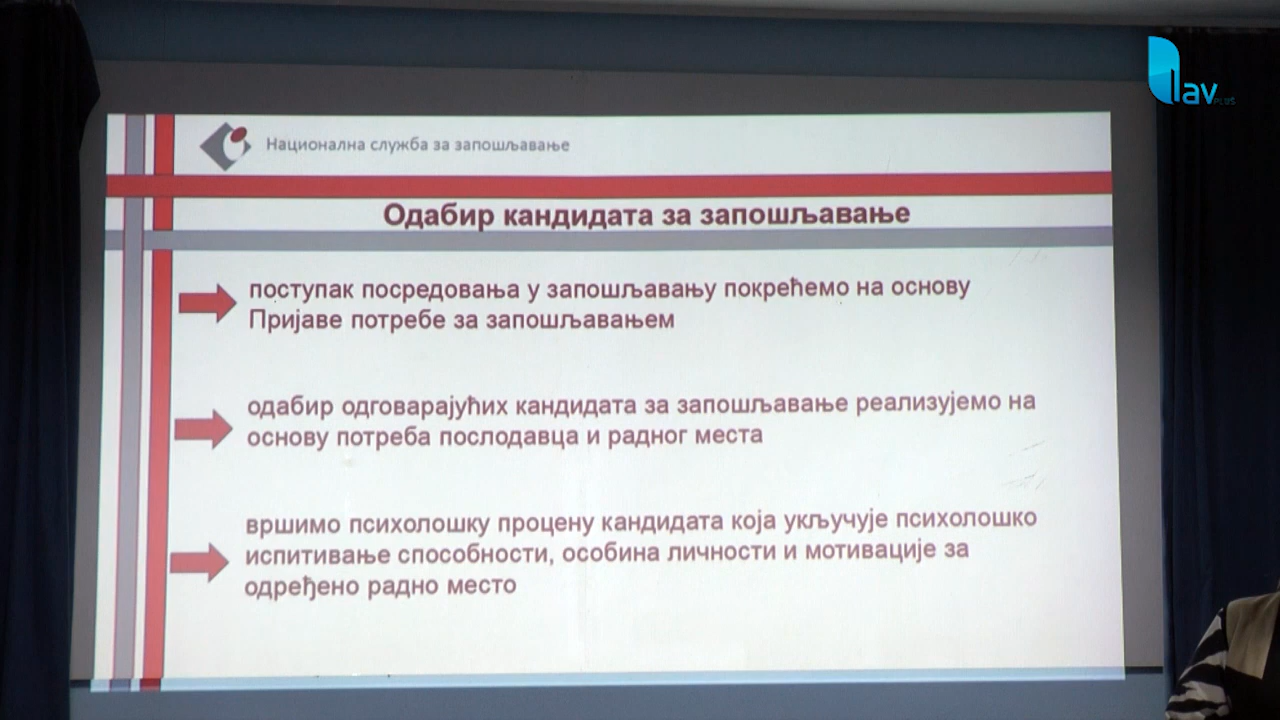 lav
PLUS
Национална служба за запошљавање
Одабир кандидата за запошљавање
поступак посредовања у запошљавању покрећемо на основу
Пријаве потребе за запошљавањем
одабир одговарајућих кандидата за запошљавање реализујемо на
основу потреба послодавца и радног места
вршимо психолошку процену кандидата која укључује психолошко
испитивање способности, особина личности и мотивације за
одређено радно место